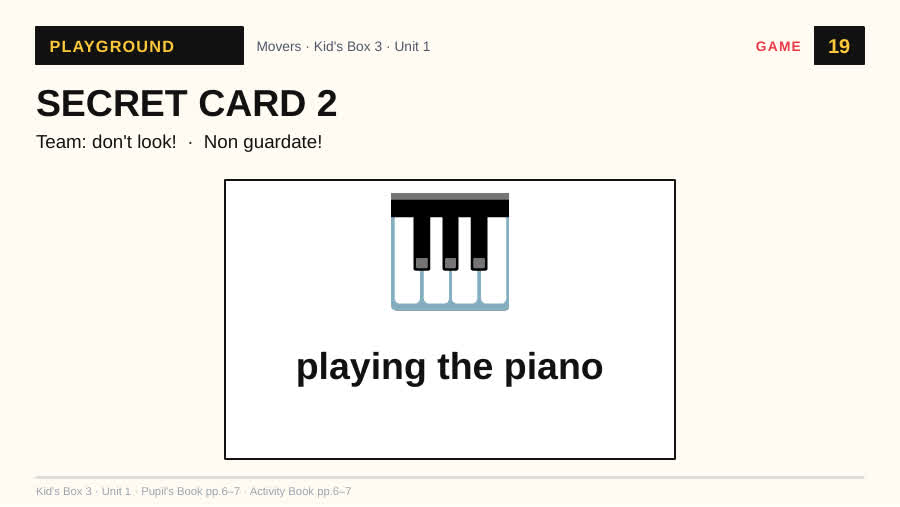 PLAYGROUND
Movers · Kid's Box 3 · Unit 1
GAME
19
SECRET CARD 2
Team: don't look!  ·  Non guardate!
playing the piano
Kid's Box 3 · Unit 1 · Pupil's Book pp.6–7 · Activity Book pp.6–7